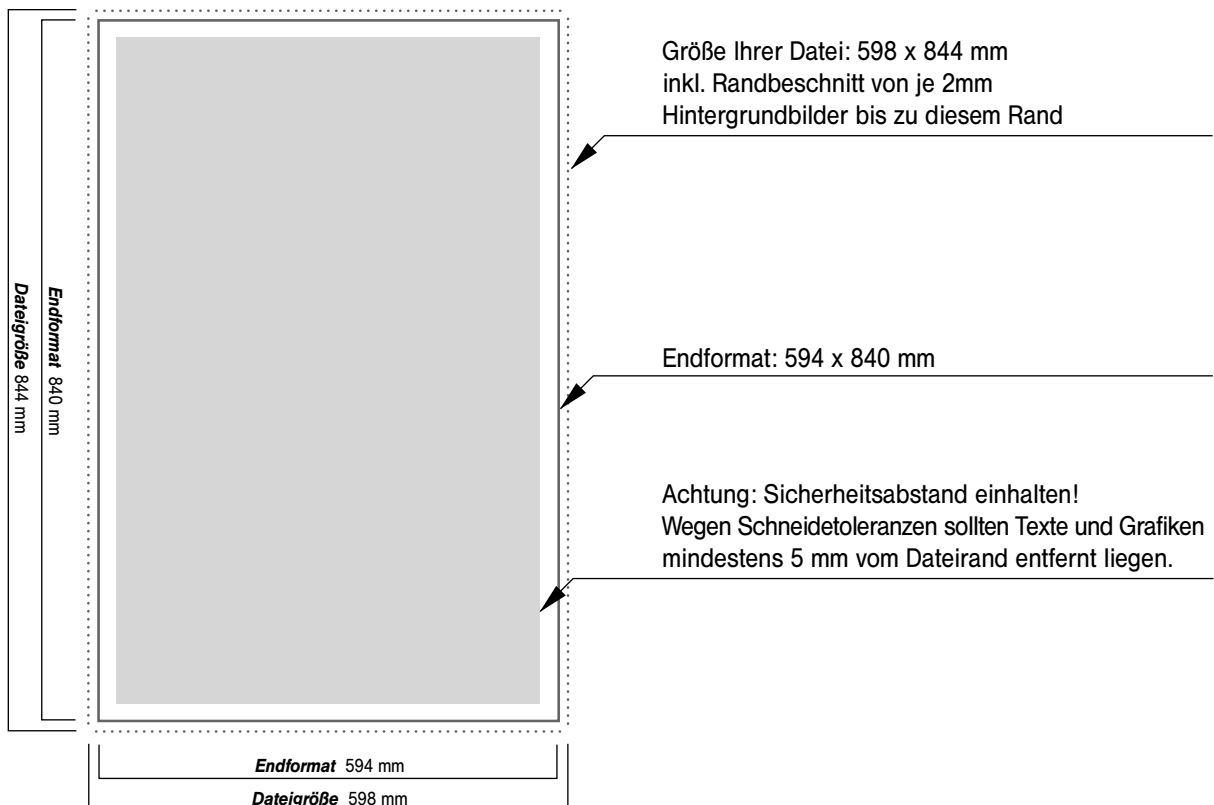 Größe Ihrer Datei: 598 x 844 mm
inkl. Randbeschnitt von je 2mm
Hintergrundbilder bis zu diesem Rand
Endformat: 594 x 840 mm
Achtung: Sicherheitsabstand einhalten!
Wegen Schneidetoleranzen sollten Texte und Grafiken
mindestens 5 mm vom Dateirand entfernt liegen.
Dateigröße 844 mm
Endformat 840 mm
Endformat 594 mm
Dateigröße 598 mm